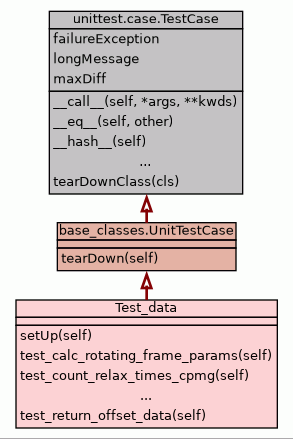 unittest.case.TestCase
failureException
longMessage
maxDiff
__call__(self, *args, **kwds)
__eq__(self, other)
__hash__(self)
...
tearDownClass(cls)
base_classes.UnitTestCase
tearDown(self)
Test_data
setUp(self)
test_calc_rotating_frame_params(self)
test_count_relax_times_cpmg(self)
...
test_return_offset_data(self)